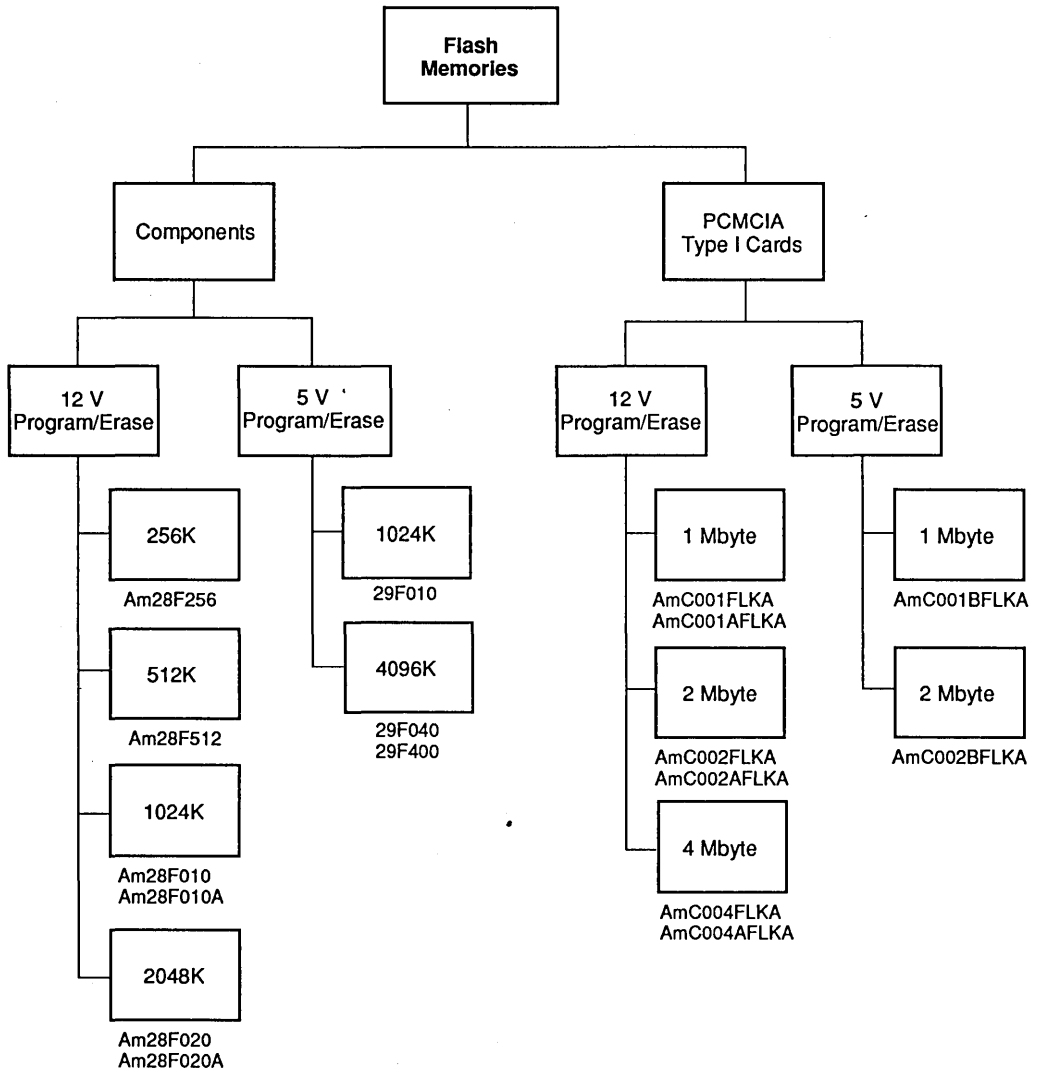 Flash
Memories
Components
PCMCIA
Type I Cards
12 V
Program/Erase
5 V
Program/Erase
12 V
Program/Erase
5 V
Program/Erase
256K
Am28F256
512K
Am28F512
1024K
Am28F010
Am28F010A
2048K
Am28F020
Am28F020A
1024K
29F010
4096K
29F040
29F400
1 Mbyte
AmC001FLKA
AmC001AFLKA
2 Mbyte
AmC002FLKA
AmC002AFLKA
4 Mbyte
AmC004FLKA
AmC004AFLKA
1 Mbyte
AmC001BFLKA
2 Mbyte
AmC002BFLKA